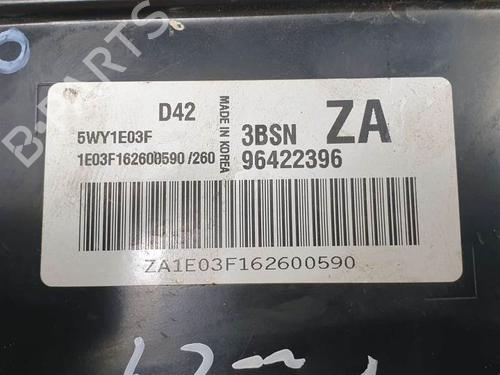 B-PARTS
D42
5WY1E03F
1E03F162600590 /260
MADE IN KOREA
3BSN
ZA
96422396
ZA1E03F162600590